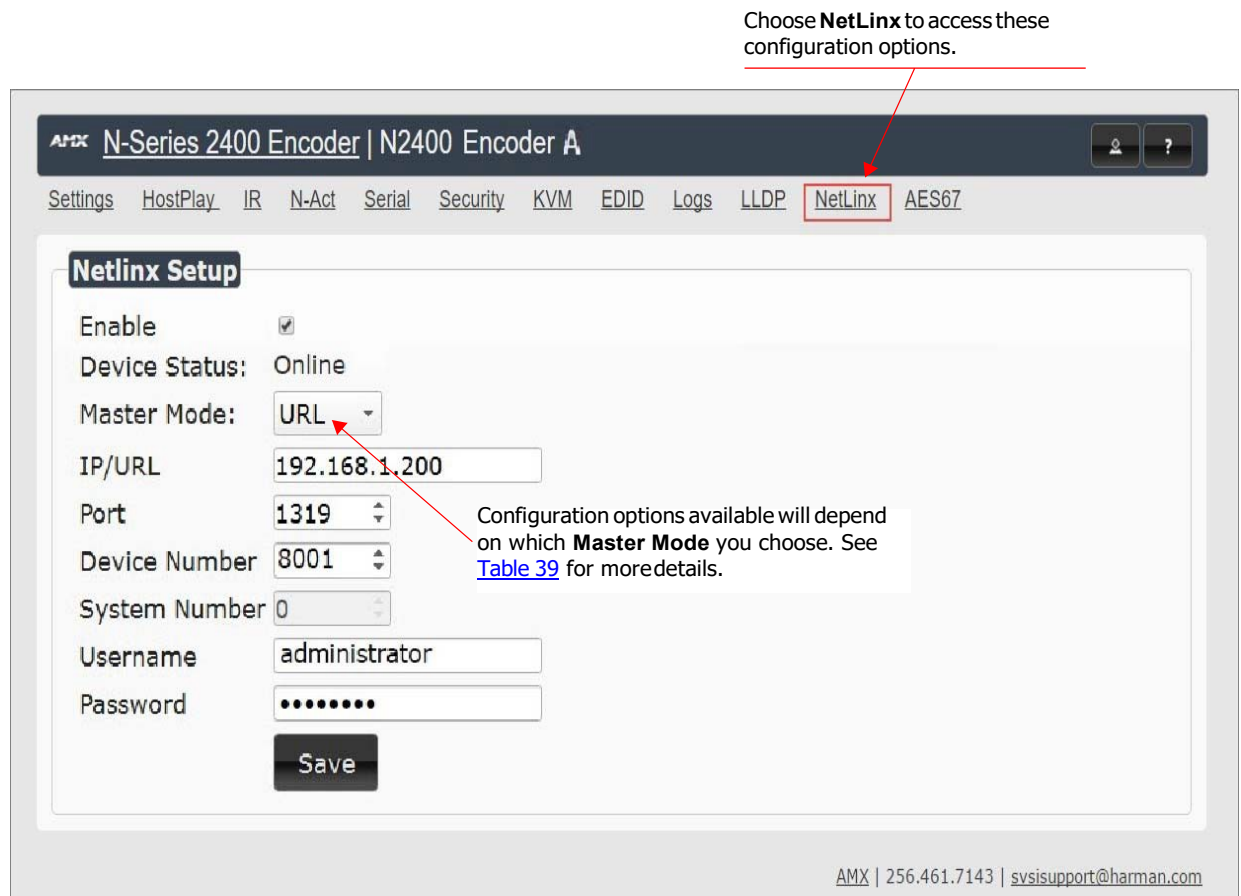 Choose NetLinx to access these
configuration options.
AMX N-Series 2400 Encoder | N2400 Encoder A
?
Settings HostPlay IR N-Act Serial Security KVM EDID Logs LLDP NetLinx AES67
Netlinx Setup
Enable
Device Status: Online
Master Mode: URL
IP/URL 192.168.1.200
Port 1319
Configuration options available will depend
on which Master Mode you choose. See
Table 39 for more details.
Device Number 8001
System Number 0
Username administrator
Password ••••••••
Save
AMX | 256.461.7143 | svsisupport@harman.com